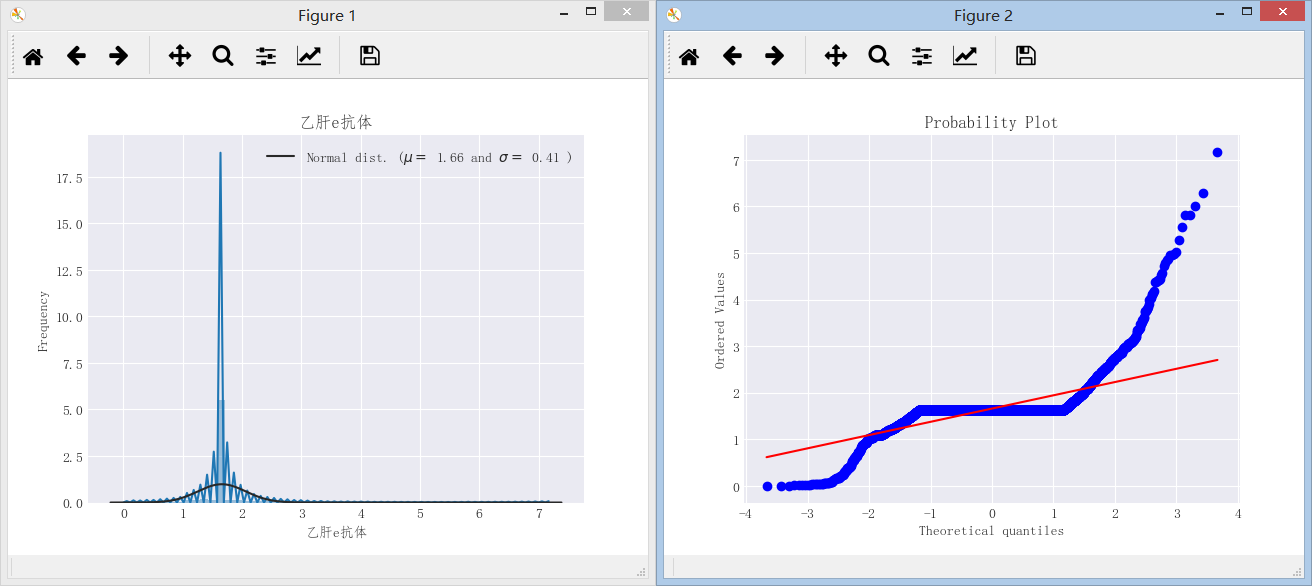 Figure 1
乙肝e抗体
Normal dist. (μ= 1.66 and σ= 0.41 )
Frequency
17.5
15.0
12.5
10.0
7.5
5.0
2.5
0.0
0 1 2 3 4 5 6 7
乙肝e抗体
Figure 2
Probability Plot
Ordered Values
7
6
5
4
3
2
1
0
-4 -3 -2 -1 0 1 2 3 4
Theoretical quantiles